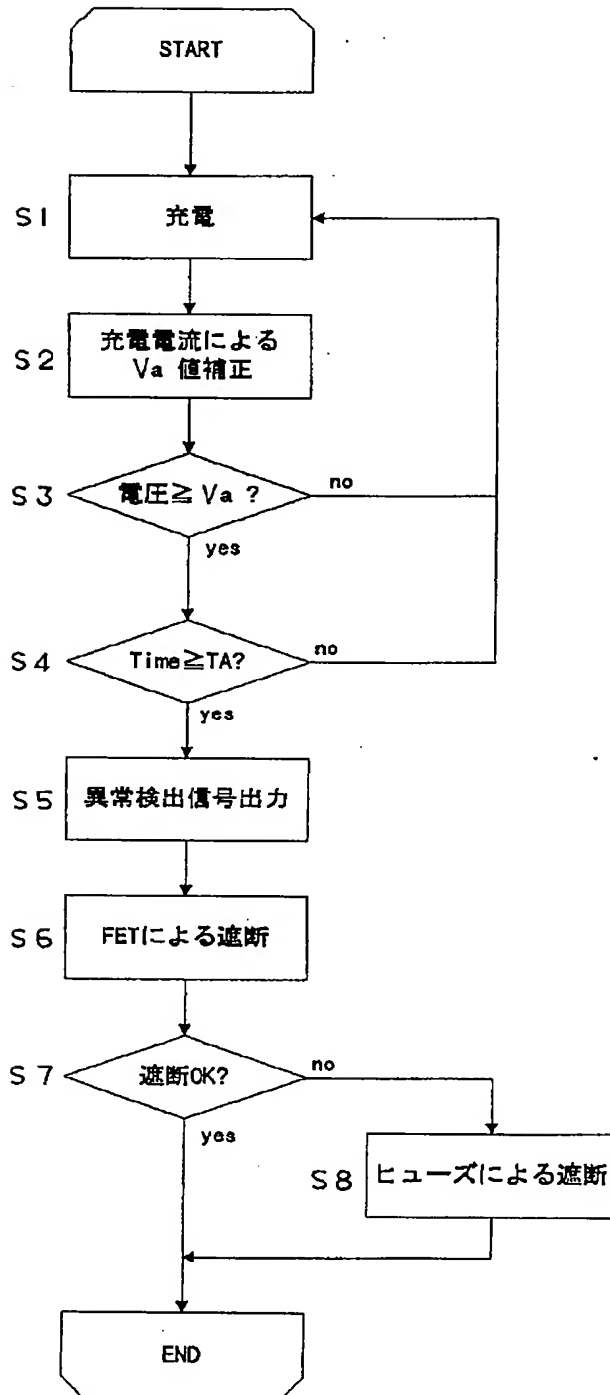 START
S1
充電
S2
充電電流による
Va 値補正
S3
電圧≧ Va ?
no
yes
S4
Time≧TA?
no
yes
S5
異常検出信号出力
S6
FETによる遮断
S7
遮断OK?
no
yes
S8
ヒューズによる遮断
END